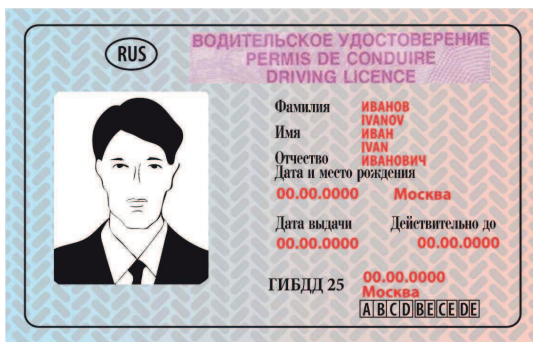 RUS
ВОДИТЕЛЬСКОЕ УДОСТОВЕРЕНИЕ
PERMIS DE CONDUIRE
DRIVING LICENCE
Фамилия ИВАНОВ
IVANOV
Имя ИВАН
IVAN
Отчество ИВАНОВИЧ
Дата и место рождения
00.00.0000 Москва
Дата выдачи Действительно до
00.00.0000 00.00.0000
ГИБДД 25 00.00.0000
Москва
A B C D BE CE DE